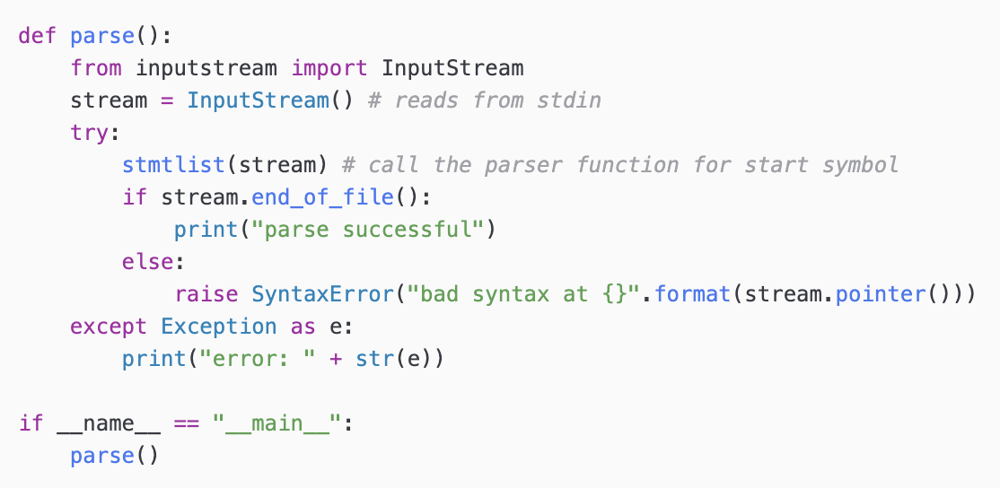 def parse():
    from inputstream import InputStream
    stream = InputStream() # reads from stdin
    try:
        stmtlist(stream) # call the parser function for start symbol
        if stream.end_of_file():
            print("parse successful")
        else:
            raise SyntaxError("bad syntax at {}".format(stream.pointer()))
    except Exception as e:
        print("error: " + str(e))

if __name__ == "__main__":
    parse()